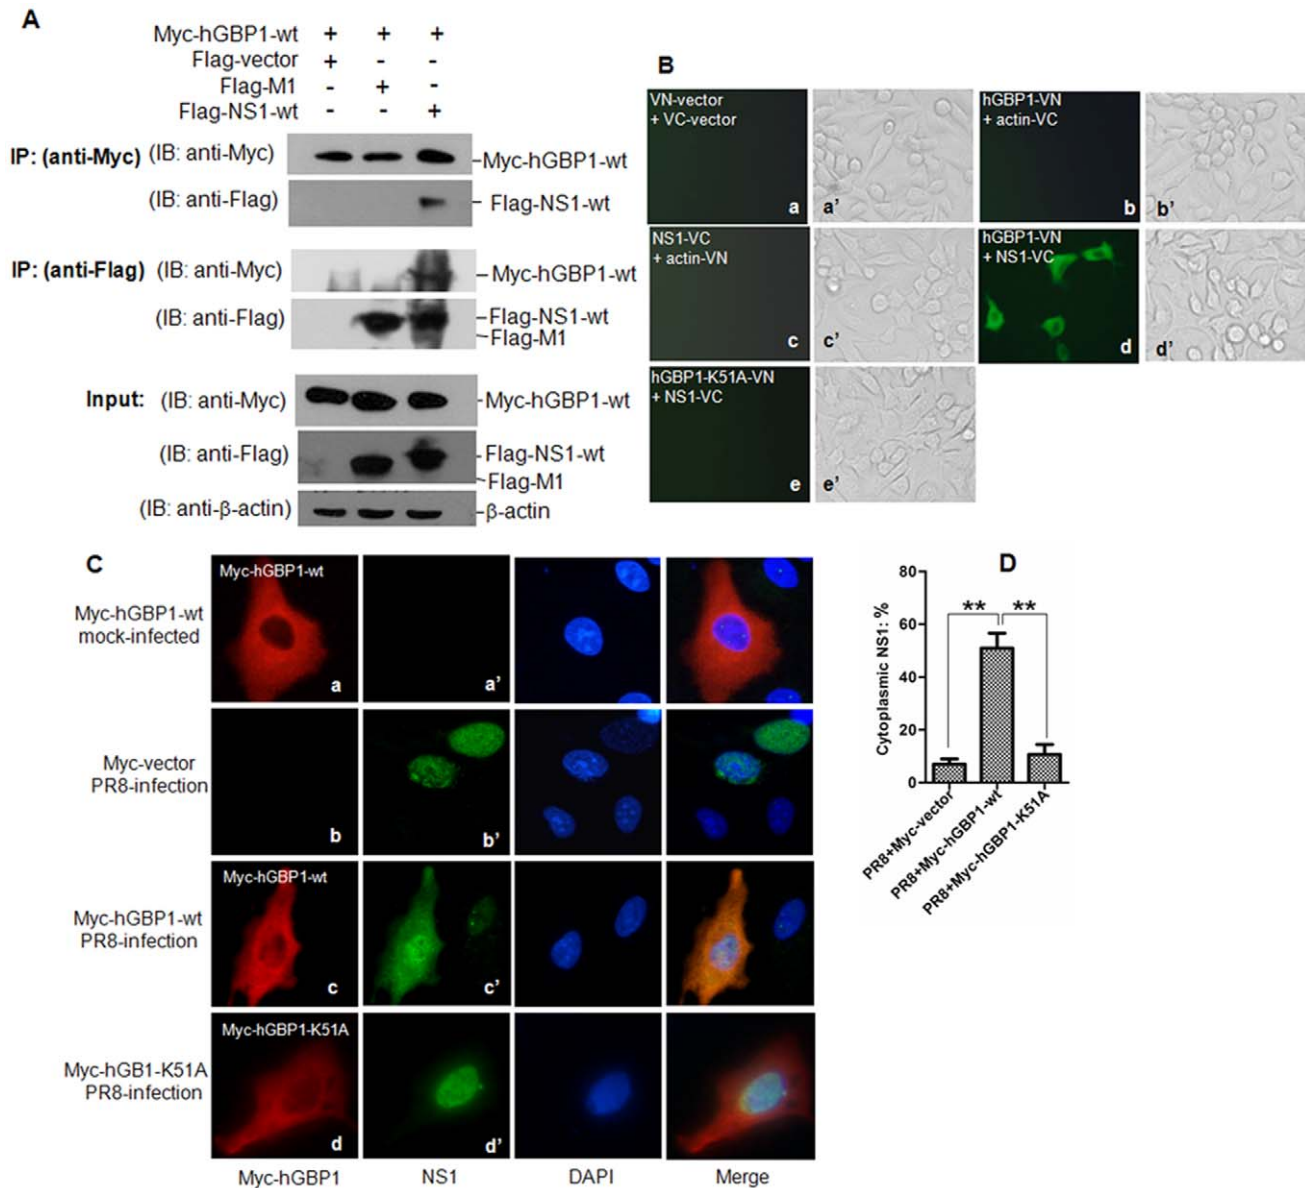 A
Myc-hGBP1-wt + + +
Flag-vector + - -
Flag-M1 - + -
Flag-NS1-wt - - +
IP: (anti-Myc) (IB: anti-Myc) Myc-hGBP1-wt
(IB: anti-Flag) Flag-NS1-wt
IP: (anti-Flag) (IB: anti-Myc) Myc-hGBP1-wt
(IB: anti-Flag) Flag-NS1-wt
Flag-M1
Input: (IB: anti-Myc) Myc-hGBP1-wt
(IB: anti-Flag) Flag-NS1-wt
Flag-M1
(IB: anti-β-actin) β-actin
B
VN-vector
+ VC-vector
a a'
hGBP1-VN
+ actin-VC
b b'
NS1-VC
+ actin-VN
c c'
hGBP1-VN
+ NS1-VC
d d'
hGBP1-K51A-VN
+ NS1-VC
e e'
C
Myc-hGBP1-wt
mock-infected
Myc-hGBP1-wt
a a'
Myc-vector
PR8-infection
b b'
Myc-hGBP1-wt
PR8-infection
Myc-hGBP1-wt
c c'
Myc-hGB1-K51A
PR8-infection
Myc-hGBP1-K51A
d d'
Myc-hGBP1 NS1 DAPI Merge
D
Cytoplasmic NS1: %
80
60
40
20
0
** **
PR8+Myc-vector
PR8+Myc-hGBP1-wt
PR8+Myc-hGBP1-K51A